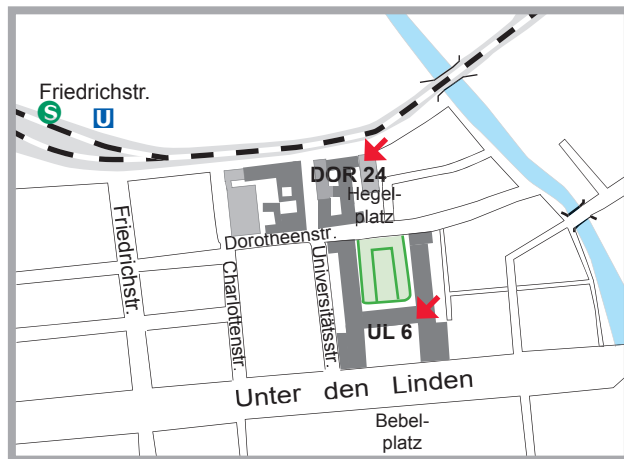 Friedrichstr.
S
U
DOR 24
Hegel-
platz
Dorotheenstr.
Friedrichstr.
Charlottenstr.
Universitätsstr.
UL 6
Unter den Linden
Bebel-
platz